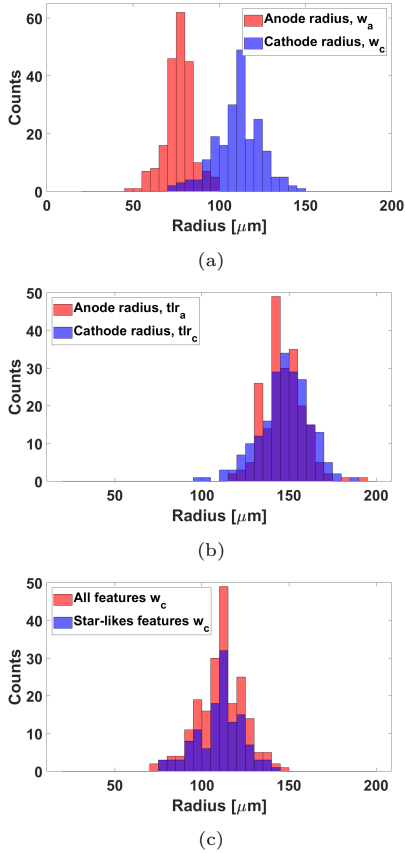 60
40
20
0
Counts
Anode radius, w_a
Cathode radius, w_c
0 50 100 150 200
Radius [μm]
(a)
50
40
30
20
10
0
Counts
Anode radius, tlr_a
Cathode radius, tlr_c
50 100 150 200
Radius [μm]
(b)
50
40
30
20
10
0
Counts
All features w_c
Star-likes features w_c
50 100 150 200
Radius [μm]
(c)